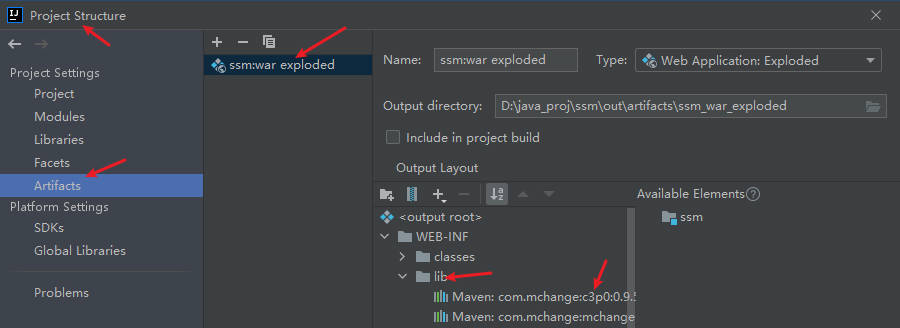 Project Structure
Project Settings
Project
Modules
Libraries
Facets
Artifacts
Platform Settings
SDKs
Global Libraries
Problems
ssm:war exploded
Name: ssm:war exploded Type: Web Application: Exploded
Output directory: D:\java_proj\ssm\out\artifacts\ssm_war_exploded
Include in project build
Output Layout
<output root>
WEB-INF
classes
lib
Maven: com.mchange:c3p0:0.9.5
Maven: com.mchange:mchange
Available Elements
ssm